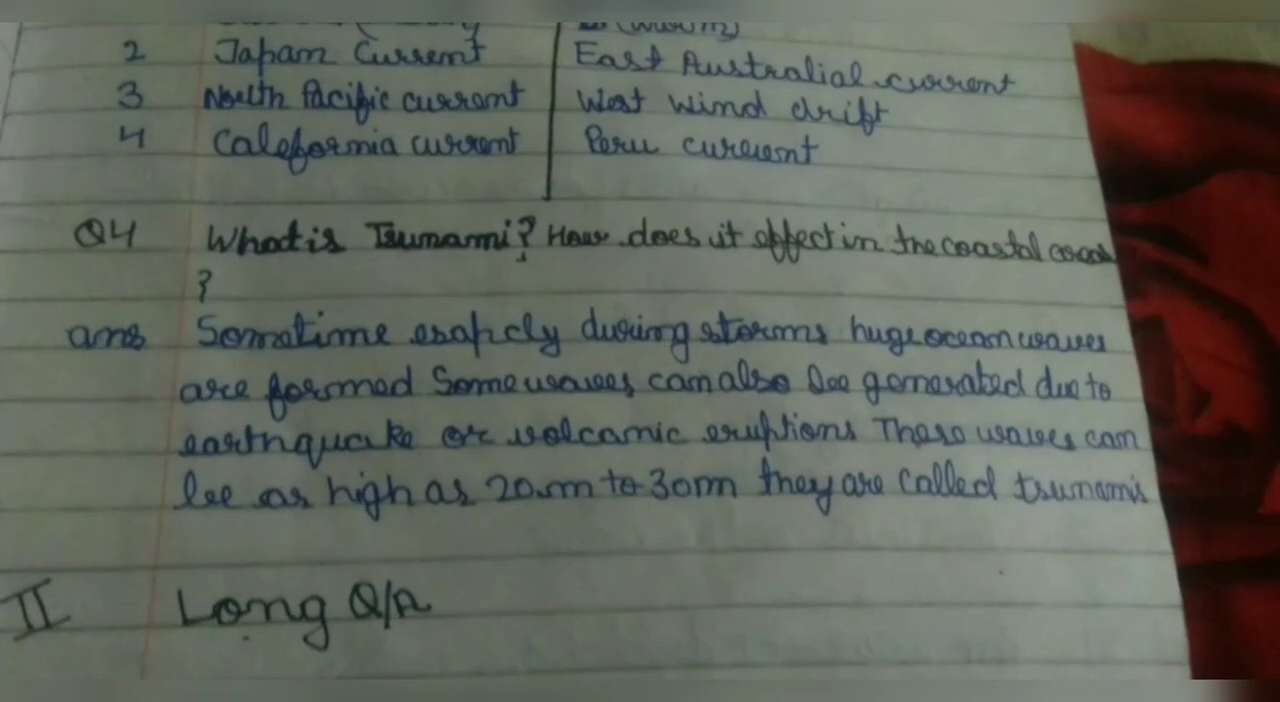 2 Japan Current East Australial current
3 North Pacific current West wind drift
4 Caleformia current Peru current
Q4 What is Tsunami? How does it effect in the coastal
?
ans Sometime during storms huge ocean waves
are formed Some waves can also be generated due to
earthquake or volcanic eruptions These waves can
be as high as 20m to 30m they are called tsunamis
II Long Q/A